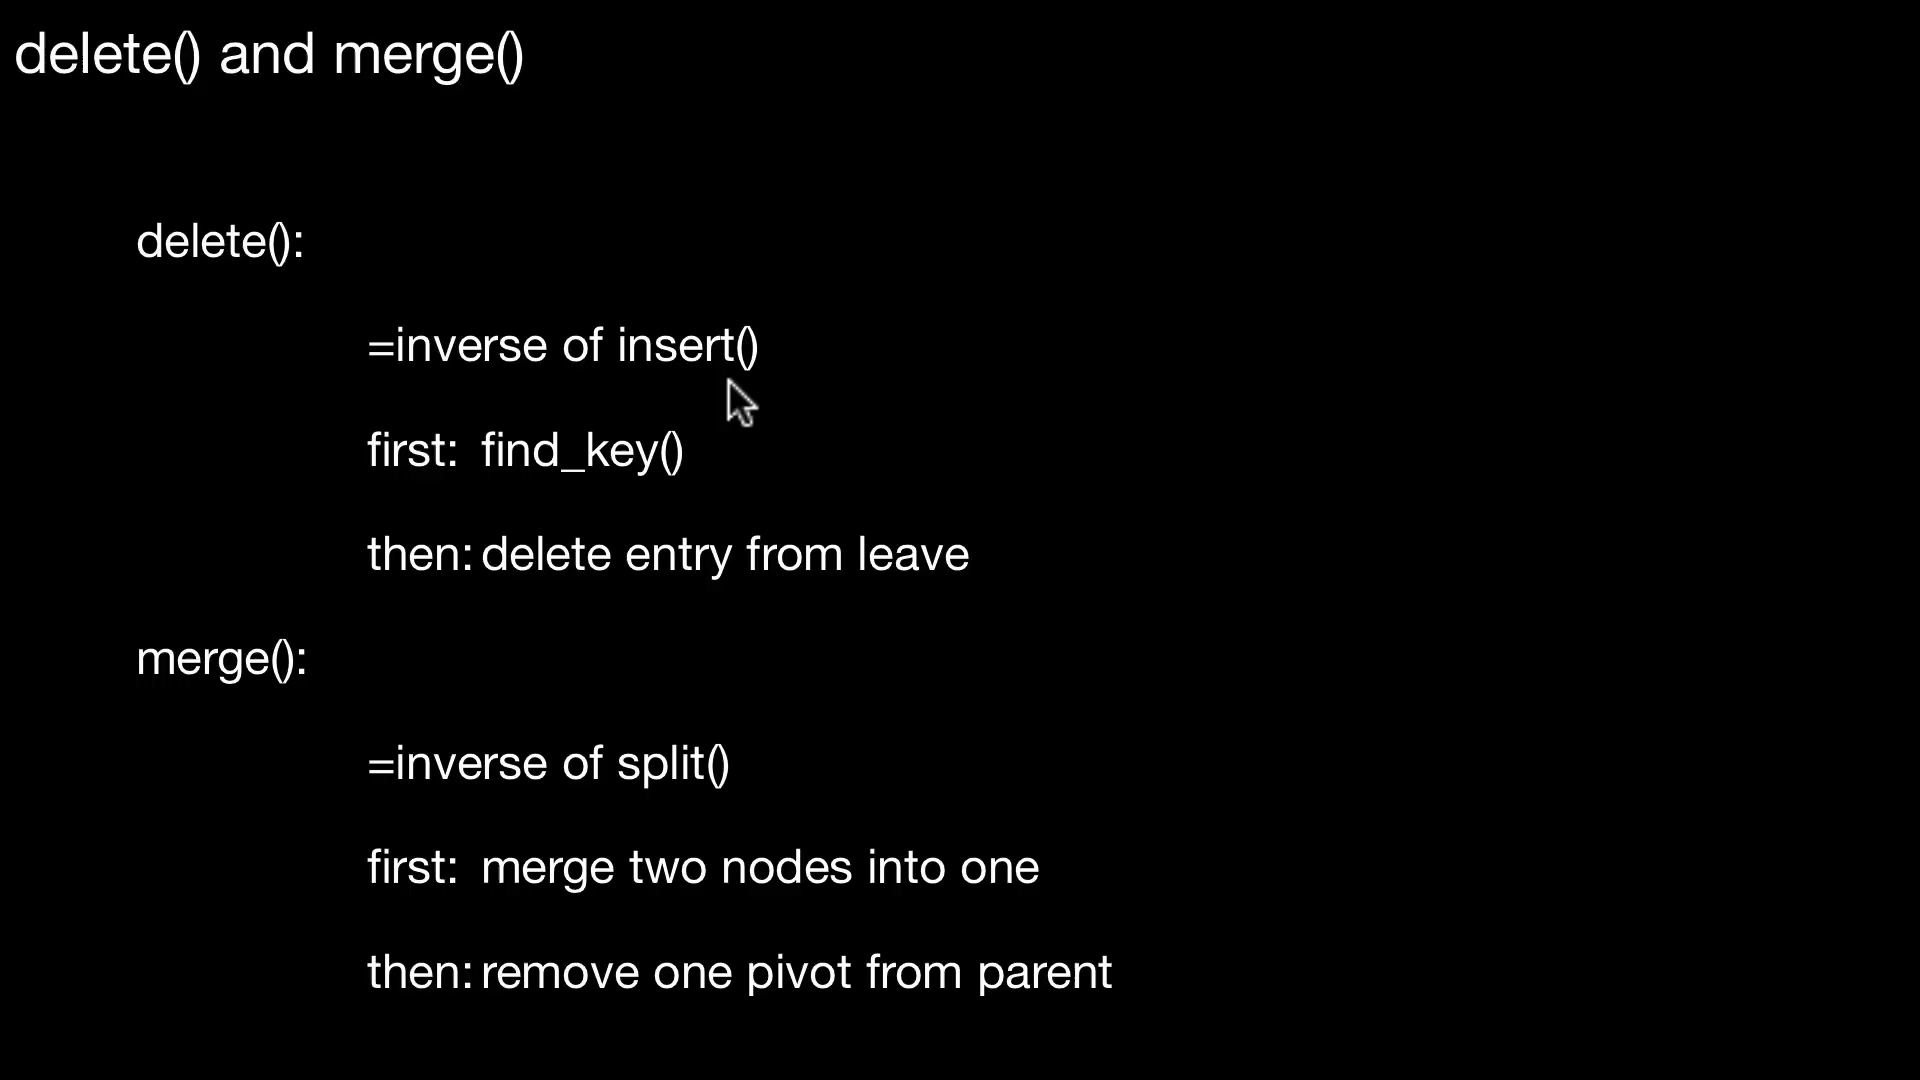 delete() and merge()
delete():
=inverse of insert()
first: find_key()
then: delete entry from leave
merge():
=inverse of split()
first: merge two nodes into one
then: remove one pivot from parent